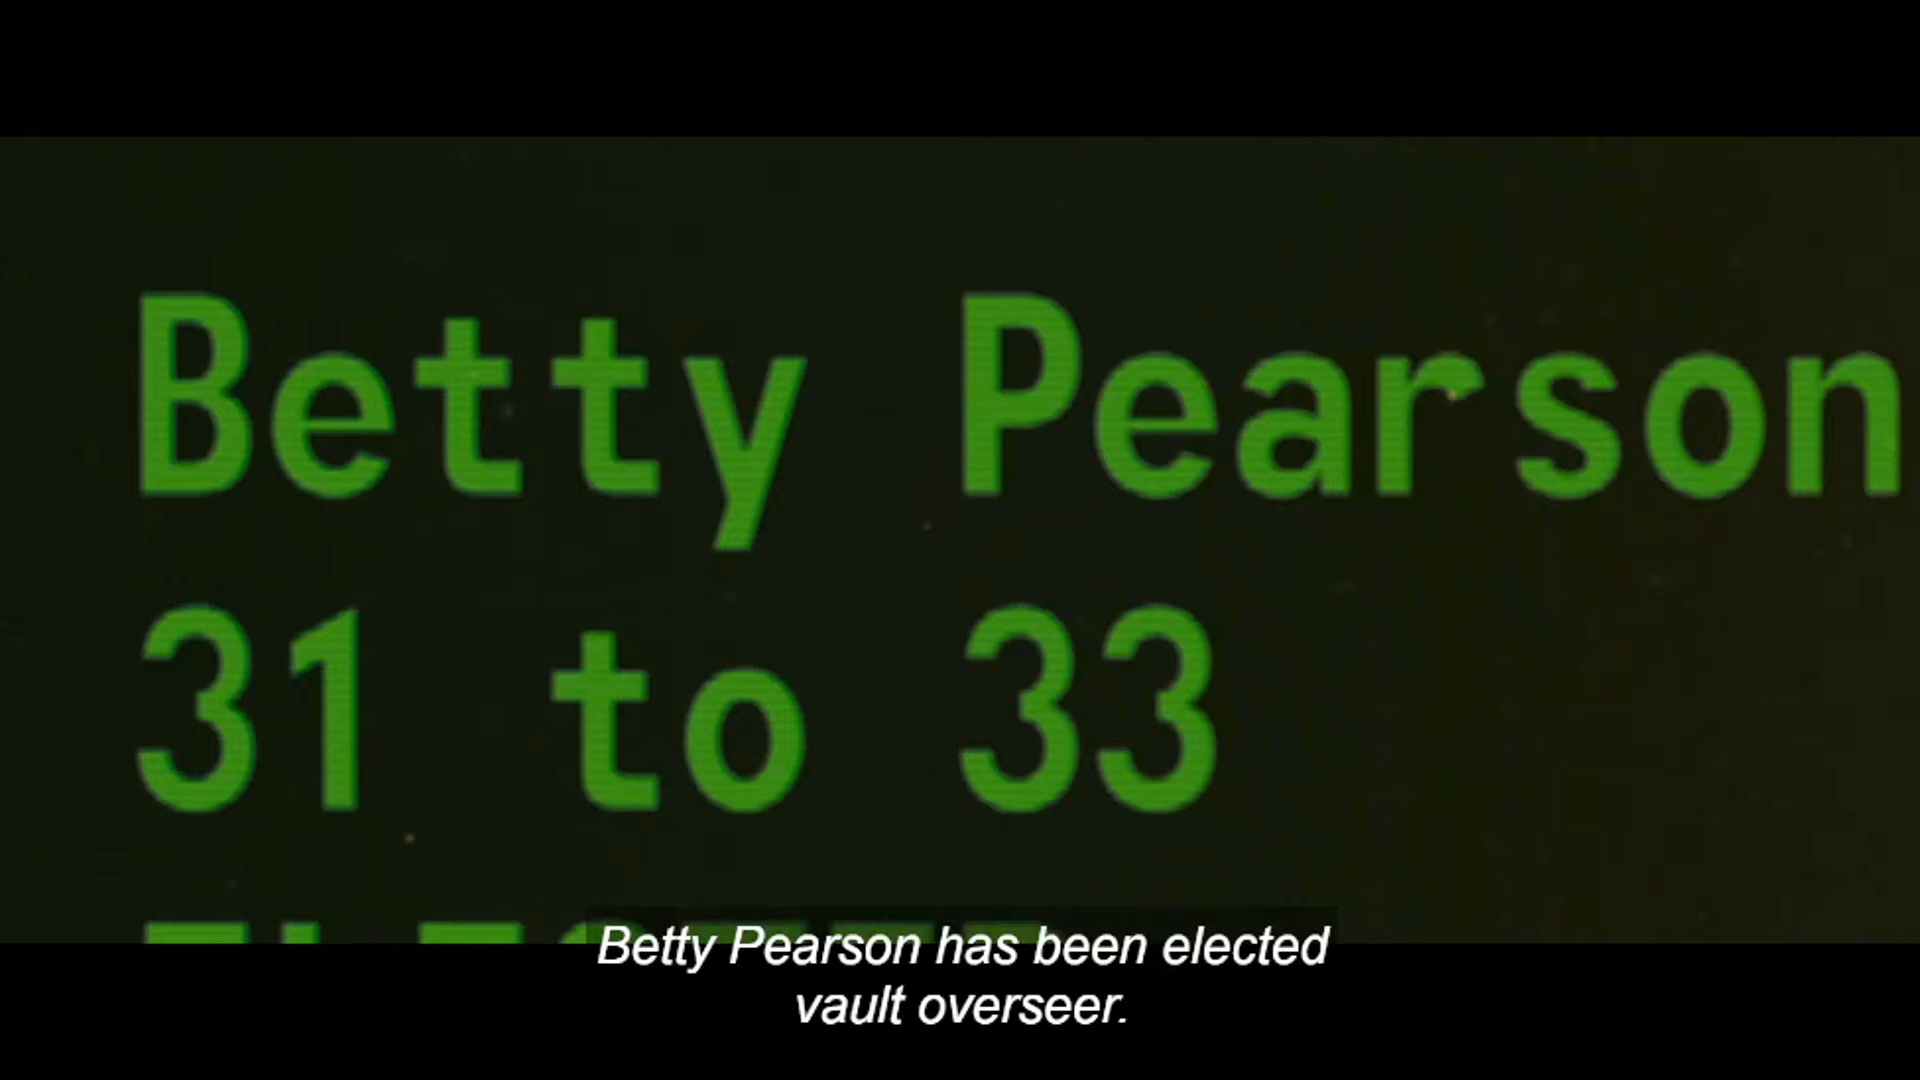 Betty Pearson
31 to 33
Betty Pearson has been elected
vault overseer.